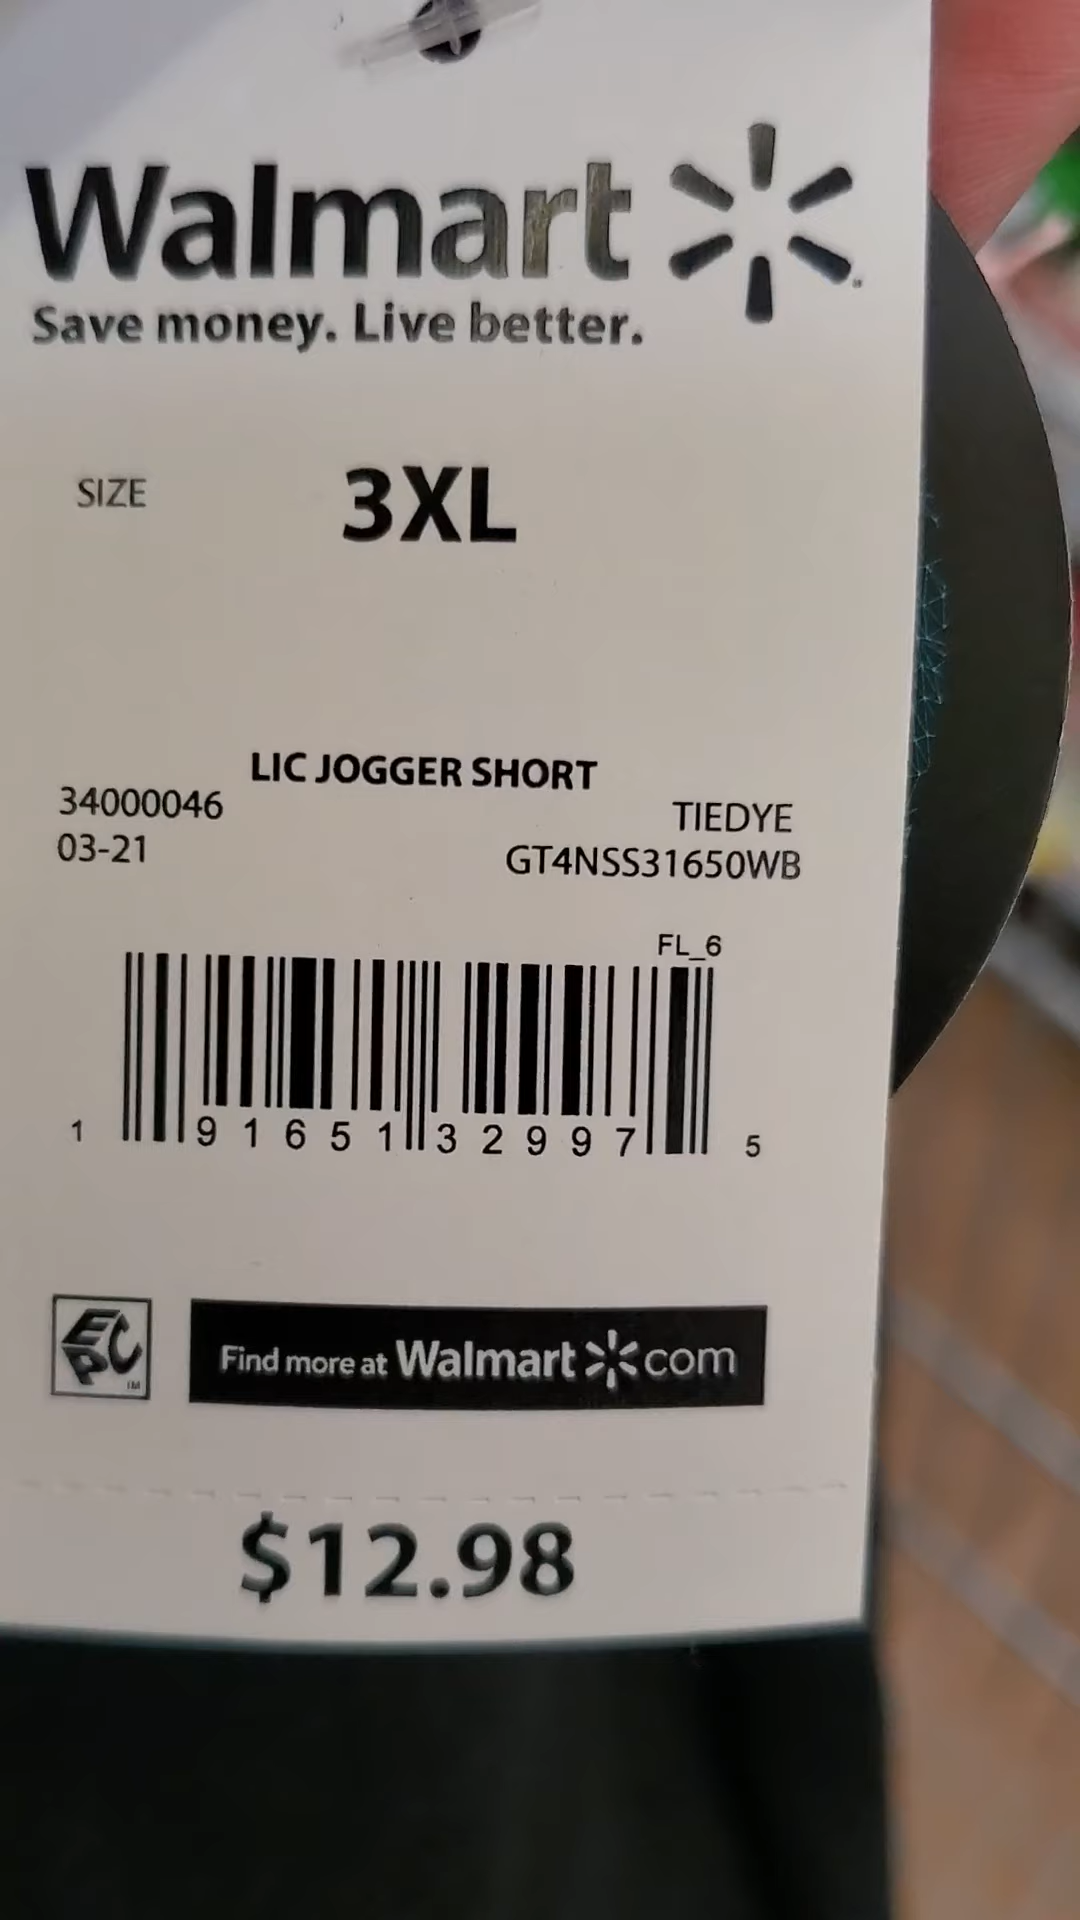 Walmart
Save money. Live better.
SIZE 3XL
LIC JOGGER SHORT
34000046 TIEDYE
03-21 GT4NSS31650WB
FL_6
1 91651 32997 5
EPC TM
Find more at Walmart com
$12.98